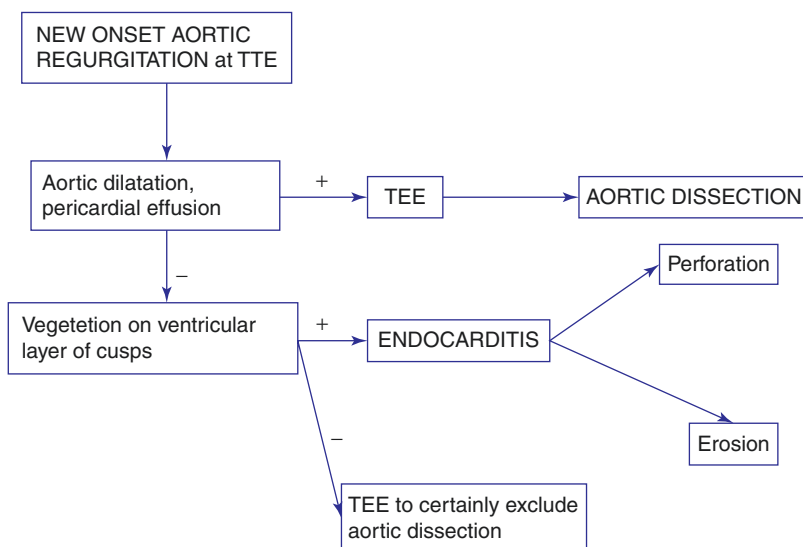 NEW ONSET AORTIC
REGURGITATION at TTE
Aortic dilatation,
pericardial effusion
+
TEE
AORTIC DISSECTION
–
Perforation
Vegetetion on ventricular
layer of cusps
+
ENDOCARDITIS
–
Erosion
TEE to certainly exclude
aortic dissection